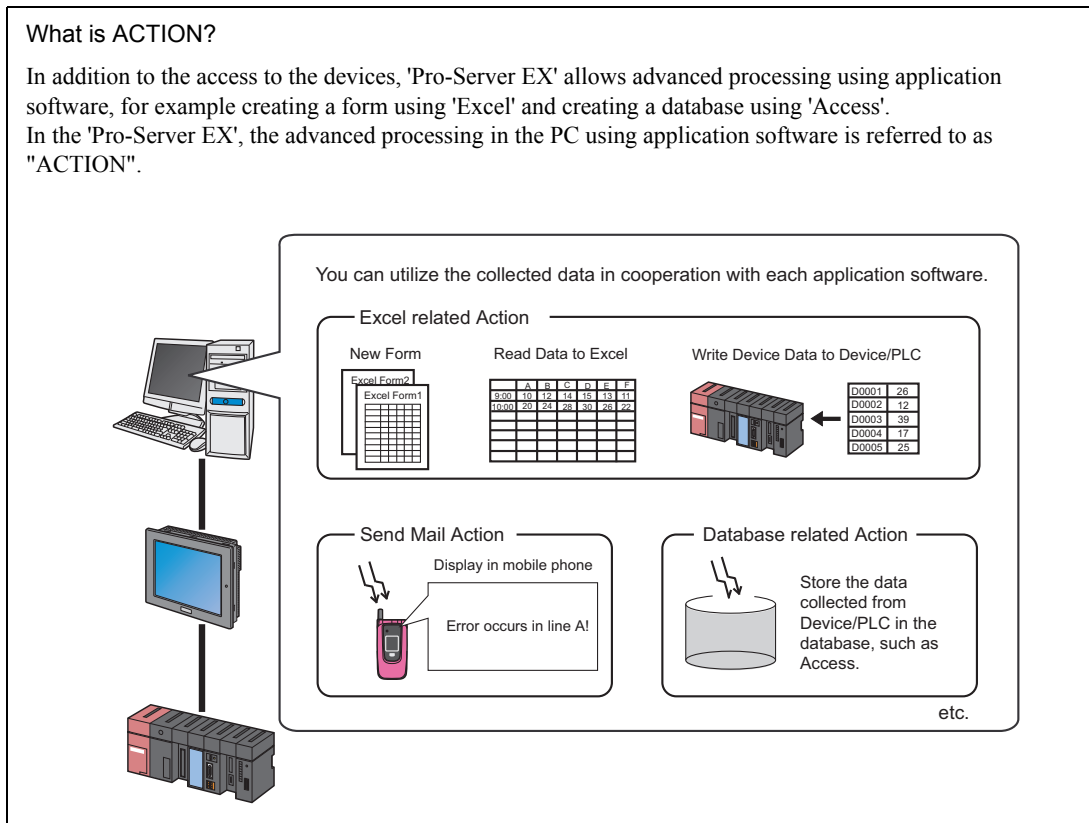 What is ACTION?
In addition to the access to the devices, 'Pro-Server EX' allows advanced processing using application
software, for example creating a form using 'Excel' and creating a database using 'Access'.
In the 'Pro-Server EX', the advanced processing in the PC using application software is referred to as
"ACTION".
You can utilize the collected data in cooperation with each application software.
Excel related Action
New Form
Excel Form2
Excel Form1
Read Data to Excel
A B C D E F
9:00 10 12 14 15 13 11
10:00 20 24 28 30 26 22
Write Device Data to Device/PLC
D0001 26
D0002 12
D0003 39
D0004 17
D0005 25
Send Mail Action
Display in mobile phone
Error occurs in line A!
Database related Action
Store the data
collected from
Device/PLC in the
database, such as
Access.
etc.